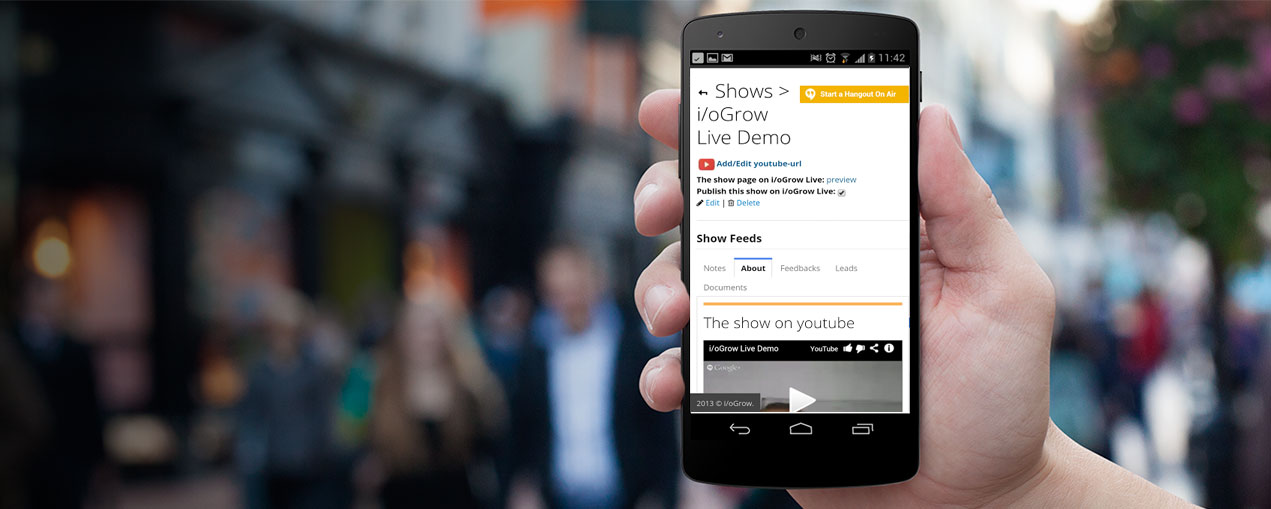 11:42
Shows >
i/oGrow
Live Demo
Start a Hangout On Air
Add/Edit youtube-url
The show page on i/oGrow Live: preview
Publish this show on i/oGrow Live:
Edit | Delete
Show Feeds
Notes About Feedbacks Leads
Documents
The show on youtube
i/oGrow Live Demo YouTube
Google+
2013 © i/oGrow.